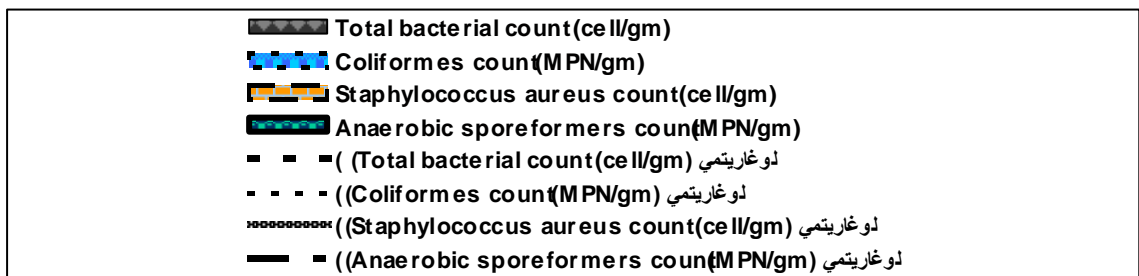 Total bacterial count(cell/gm)
Coliformes count(MPN/gm)
Staphylococcus aureus count(cell/gm)
Anaerobic sporeformers count(MPN/gm)
( (Total bacterial count(cell/gm) لوغاريتمي
((Coliformes count(MPN/gm) لوغاريتمي
((Staphylococcus aureus count(cell/gm) لوغاريتمي
((Anaerobic sporeformers count(MPN/gm) لوغاريتمي